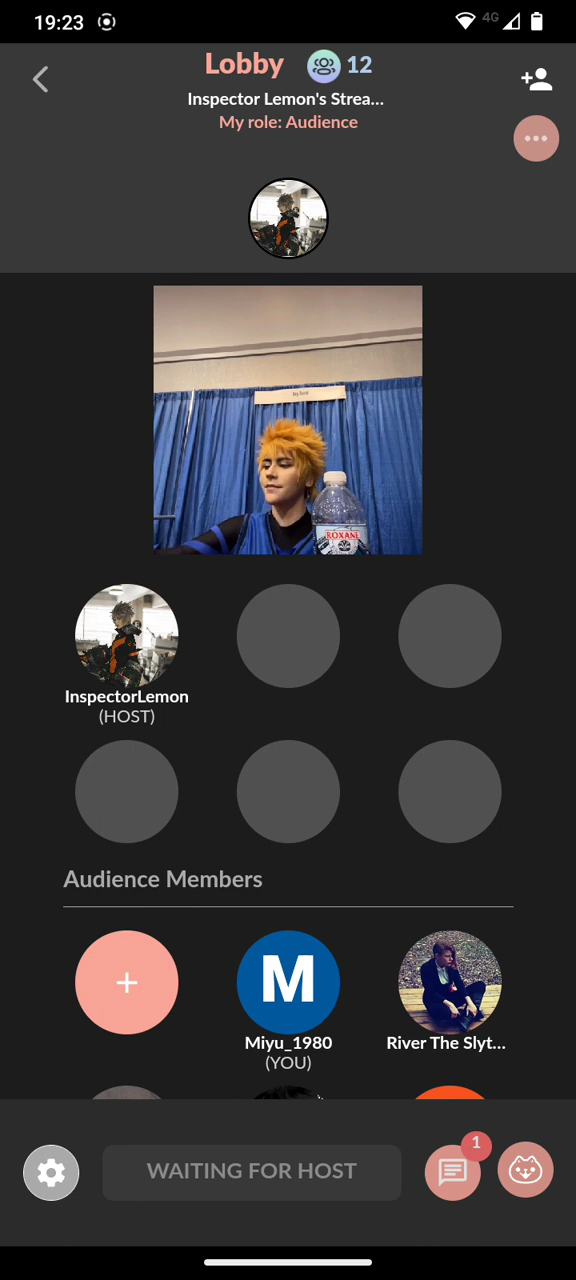 19:23
4G
Lobby 12
Inspector Lemon's Strea...
My role: Audience
ROXANE
InspectorLemon
(HOST)
Audience Members
+
M
Miyu_1980
(YOU)
River The Slyt...
WAITING FOR HOST
1